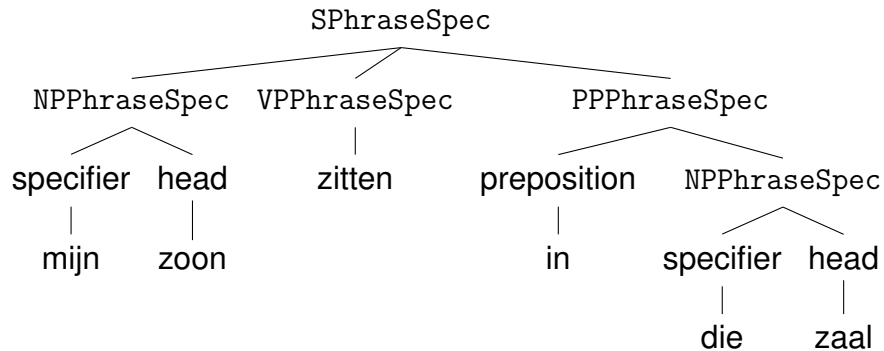 SPhraseSpec
NPPhraseSpec VPPhraseSpec PPPhraseSpec
specifier head zitten preposition NPPhraseSpec
mijn zoon in specifier head
die zaal